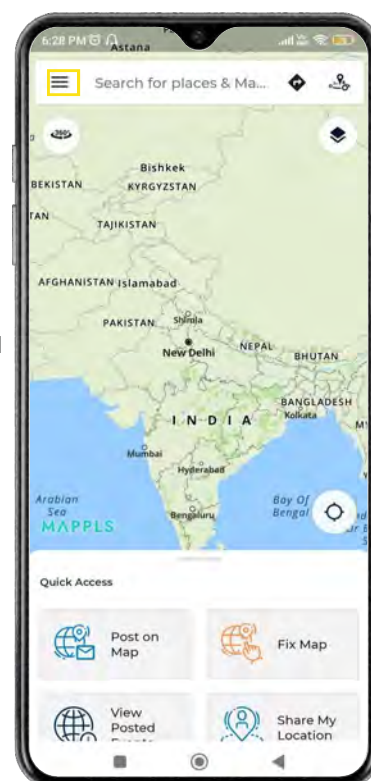 6:28 PM
Astana
Search for places & Ma...
360°
Bishkek
BEKISTAN
KYRGYZSTAN
TAN
TAJIKISTAN
AFGHANISTAN
Islamabad
PAKISTAN
Shimla
New Delhi
NEPAL
BHUTAN
BANGLADESH
INDIA
Kolkata
Mumbai
Hyderabad
Arabian
Sea
Bay Of
Bengal
Bengaluru
MAPPLS
Quick Access
Post on
Map
Fix Map
View
Posted
Share My
Location